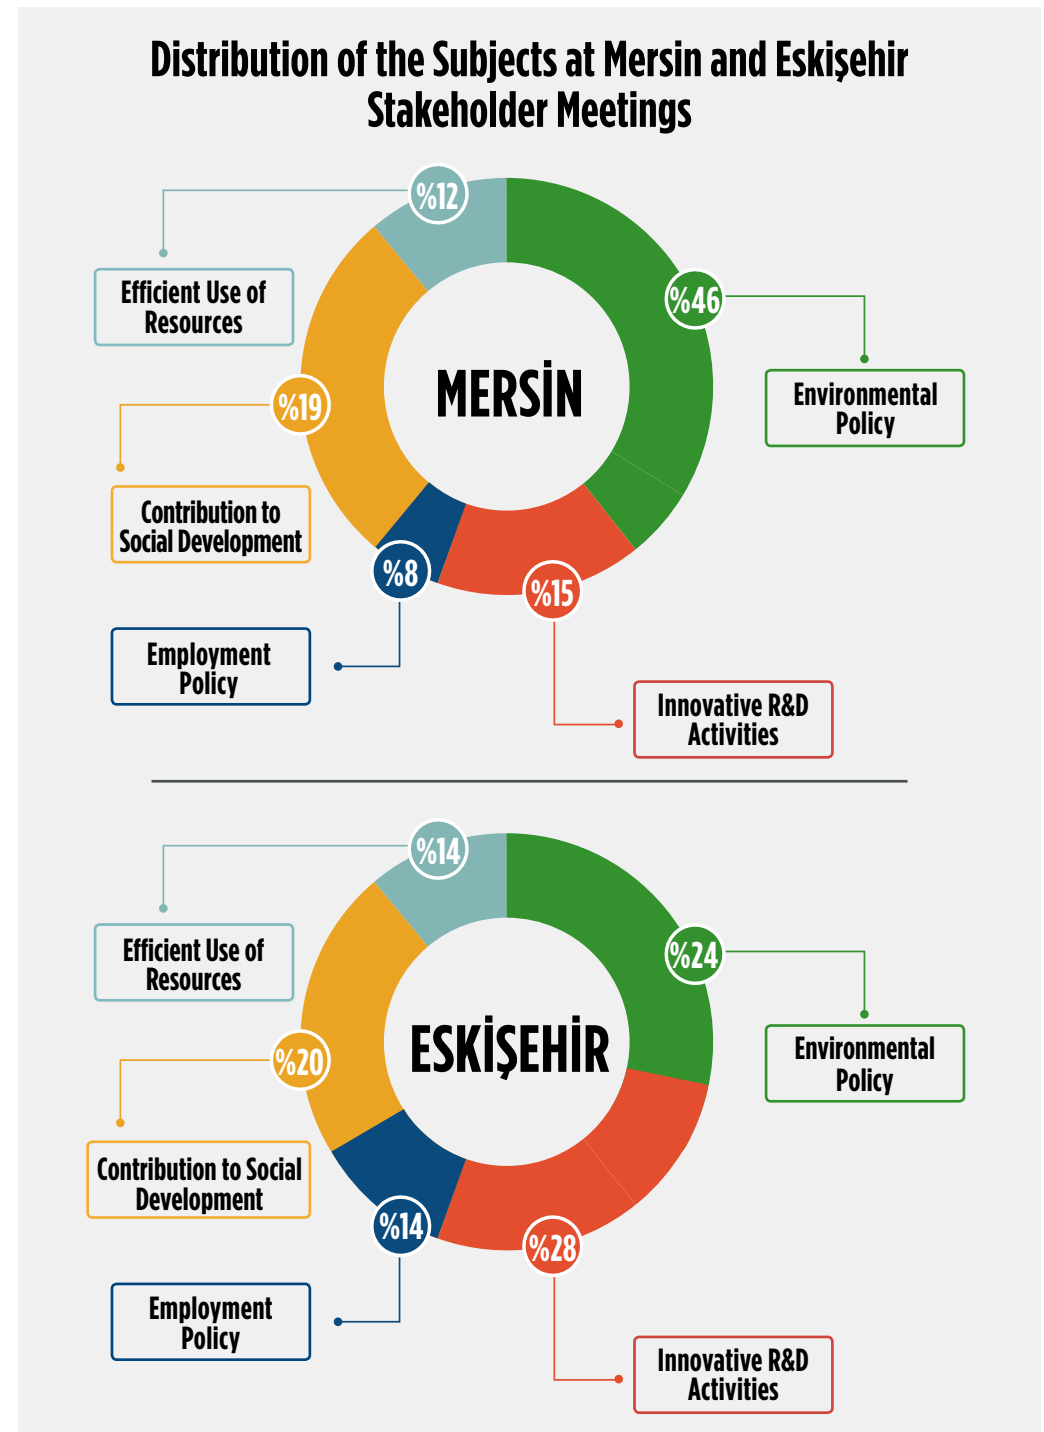 Distribution of the Subjects at Mersin and Eskişehir
Stakeholder Meetings
%12
Efficient Use of
Resources
%46
Environmental
Policy
MERSİN
%19
Contribution to
Social Development
%8
Employment
Policy
%15
Innovative R&D
Activities
%14
Efficient Use of
Resources
%24
Environmental
Policy
ESKİŞEHİR
%20
Contribution to Social
Development
%14
Employment
Policy
%28
Innovative R&D
Activities